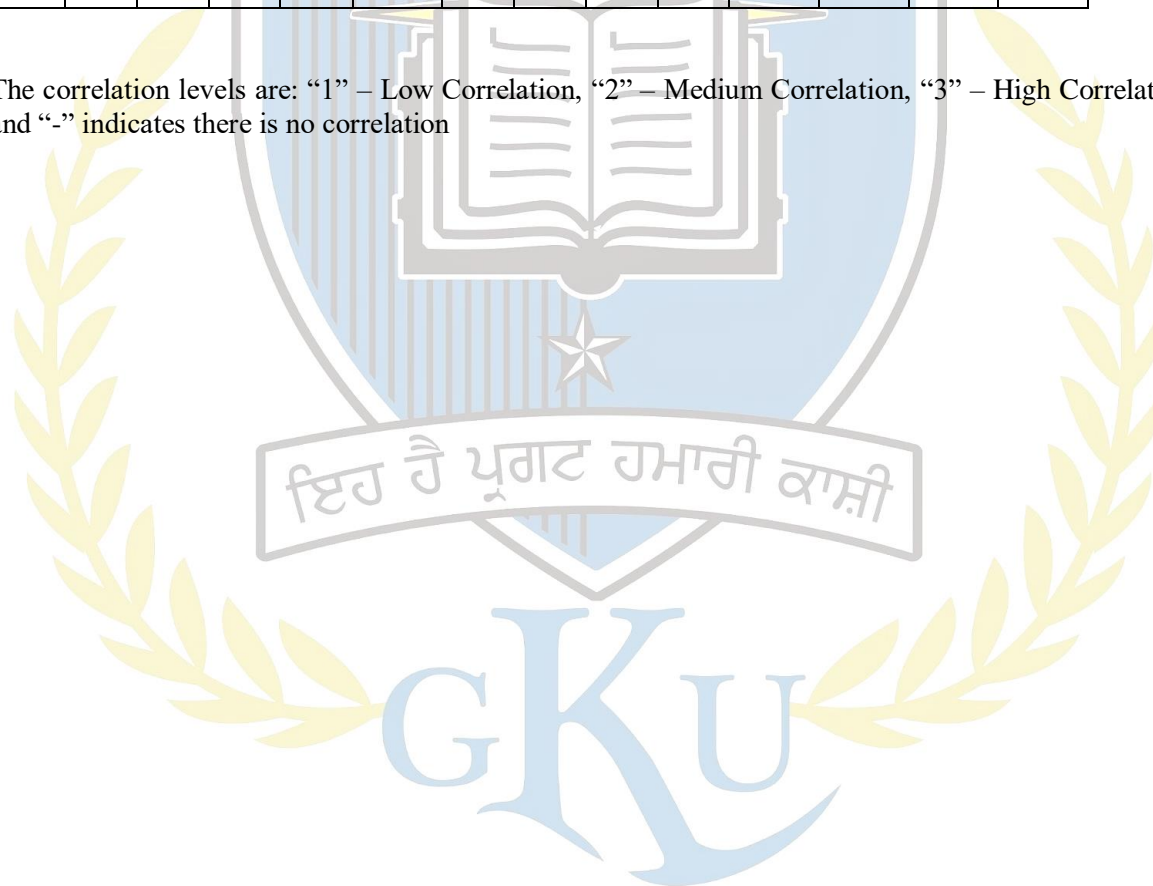 The correlation levels are: “1” – Low Correlation, “2” – Medium Correlation, “3” – High Correlat
and “-” indicates there is no correlation
ਇਹ ਹੈ ਪ੍ਰਗਟ ਹਮਾਰੀ ਕਾਸ਼ੀ
GKU